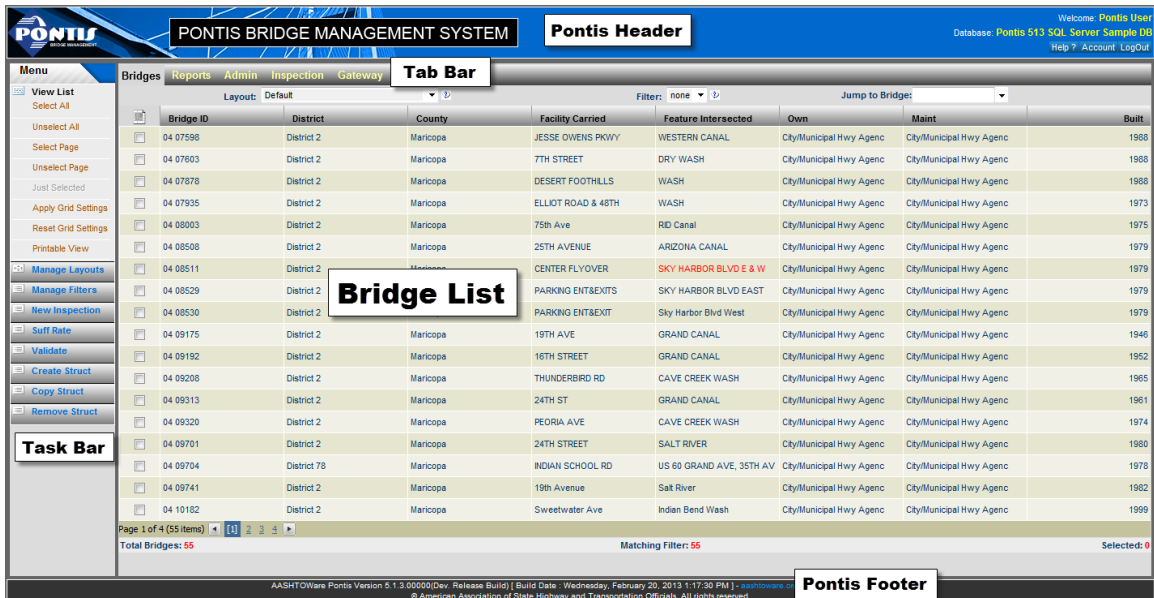 PONTIS
BRIDGE MANAGEMENT
PONTIS BRIDGE MANAGEMENT SYSTEM
Pontis Header
Welcome: Pontis User
Database: Pontis 513 SQL Server Sample DB
Help ? Account LogOut
Menu
Bridges Reports Admin Inspection Gateway
Tab Bar
View List
Select All
Unselect All
Select Page
Unselect Page
Just Selected
Apply Grid Settings
Reset Grid Settings
Printable View
Manage Layouts
Manage Filters
New Inspection
Suff Rate
Validate
Create Struct
Copy Struct
Remove Struct
Task Bar
Layout: Default Filter: none Jump to Bridge:
Bridge ID District County Facility Carried Feature Intersected Own Maint Built
04 07598 District 2 Maricopa JESSE OWENS PKWY WESTERN CANAL City/Municipal Hwy Agenc City/Municipal Hwy Agenc 1988
04 07603 District 2 Maricopa 7TH STREET DRY WASH City/Municipal Hwy Agenc City/Municipal Hwy Agenc 1988
04 07878 District 2 Maricopa DESERT FOOTHILLS WASH City/Municipal Hwy Agenc City/Municipal Hwy Agenc 1988
04 07935 District 2 Maricopa ELLIOT ROAD & 48TH WASH City/Municipal Hwy Agenc City/Municipal Hwy Agenc 1973
04 08003 District 2 Maricopa 75th Ave RID Canal City/Municipal Hwy Agenc City/Municipal Hwy Agenc 1975
04 08508 District 2 Maricopa 25TH AVENUE ARIZONA CANAL City/Municipal Hwy Agenc City/Municipal Hwy Agenc 1979
04 08511 District 2 CENTER FLYOVER SKY HARBOR BLVD E & W City/Municipal Hwy Agenc City/Municipal Hwy Agenc 1979
04 08529 District 2 PARKING ENT&EXITS SKY HARBOR BLVD EAST City/Municipal Hwy Agenc City/Municipal Hwy Agenc 1979
Bridge List
04 08530 District 2 PARKING ENT&EXIT Sky Harbor Blvd West City/Municipal Hwy Agenc City/Municipal Hwy Agenc 1979
04 09175 District 2 Maricopa 19TH AVE GRAND CANAL City/Municipal Hwy Agenc City/Municipal Hwy Agenc 1946
04 09192 District 2 Maricopa 16TH STREET GRAND CANAL City/Municipal Hwy Agenc City/Municipal Hwy Agenc 1952
04 09208 District 2 Maricopa THUNDERBIRD RD CAVE CREEK WASH City/Municipal Hwy Agenc City/Municipal Hwy Agenc 1965
04 09313 District 2 Maricopa 24TH ST GRAND CANAL City/Municipal Hwy Agenc City/Municipal Hwy Agenc 1961
04 09320 District 2 Maricopa PEORIA AVE CAVE CREEK WASH City/Municipal Hwy Agenc City/Municipal Hwy Agenc 1974
04 09701 District 2 Maricopa 24TH STREET SALT RIVER City/Municipal Hwy Agenc City/Municipal Hwy Agenc 1980
04 09704 District 78 Maricopa INDIAN SCHOOL RD US 60 GRAND AVE, 35TH AV City/Municipal Hwy Agenc City/Municipal Hwy Agenc 1978
04 09741 District 2 Maricopa 19th Avenue Salt River City/Municipal Hwy Agenc City/Municipal Hwy Agenc 1982
04 10182 District 2 Maricopa Sweetwater Ave Indian Bend Wash City/Municipal Hwy Agenc City/Municipal Hwy Agenc 1999
Page 1 of 4 (55 items) [1] 2 3 4
Total Bridges: 55 Matching Filter: 55 Selected: 0
AASHTOWare Pontis Version 5.1.3.00000(Dev. Release Build) [ Build Date : Wednesday, February 20, 2013 1:17:30 PM ] - aashtoware.or
© American Association of State Highway and Transportation Officials. All rights reserved.
Pontis Footer